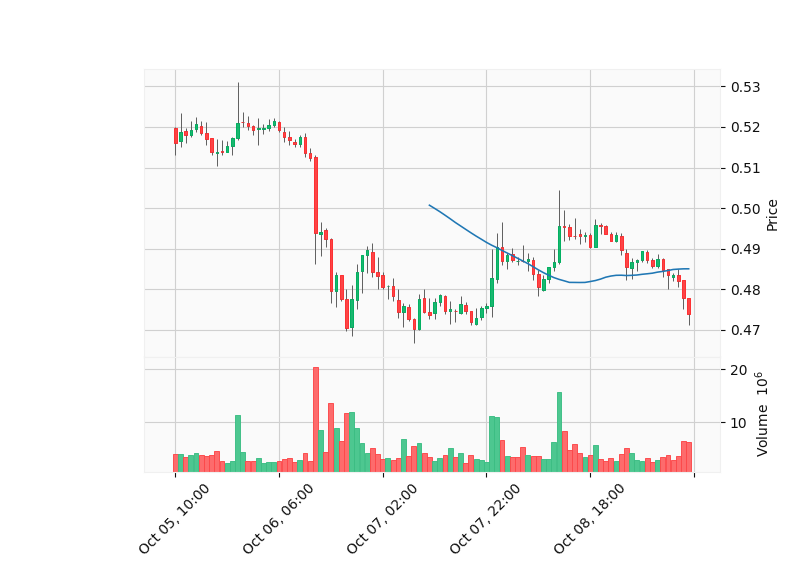 0.53
0.52
0.51
0.50
0.49
0.48
0.47
Price
20
10
Volume 10^6
Oct 05, 10:00
Oct 06, 06:00
Oct 07, 02:00
Oct 07, 22:00
Oct 08, 18:00